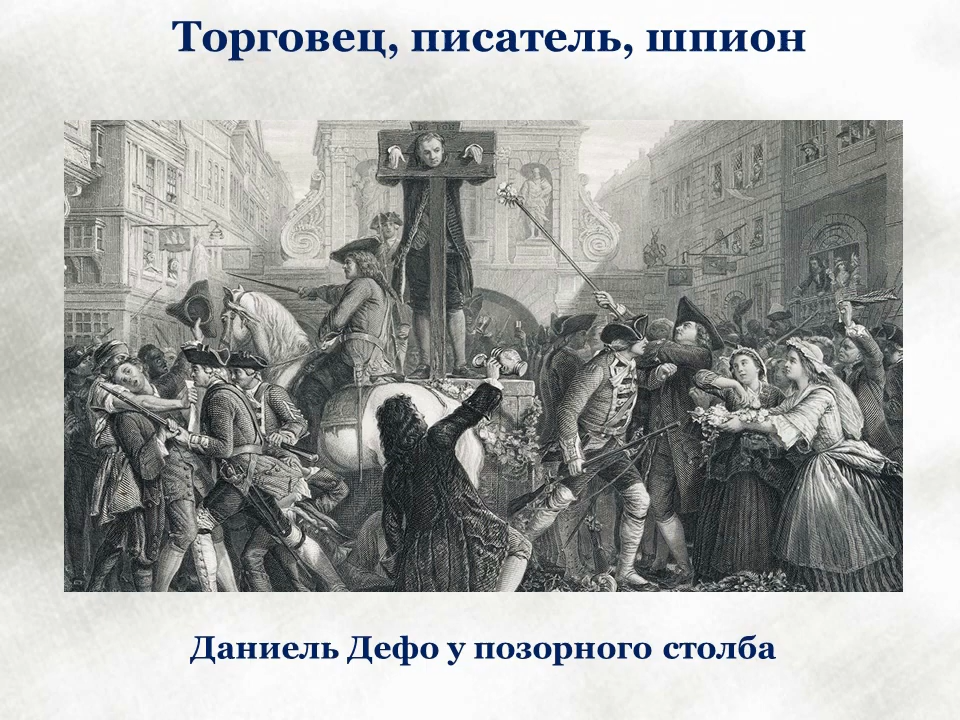 Торговец, писатель, шпион
Даниель Дефо у позорного столба